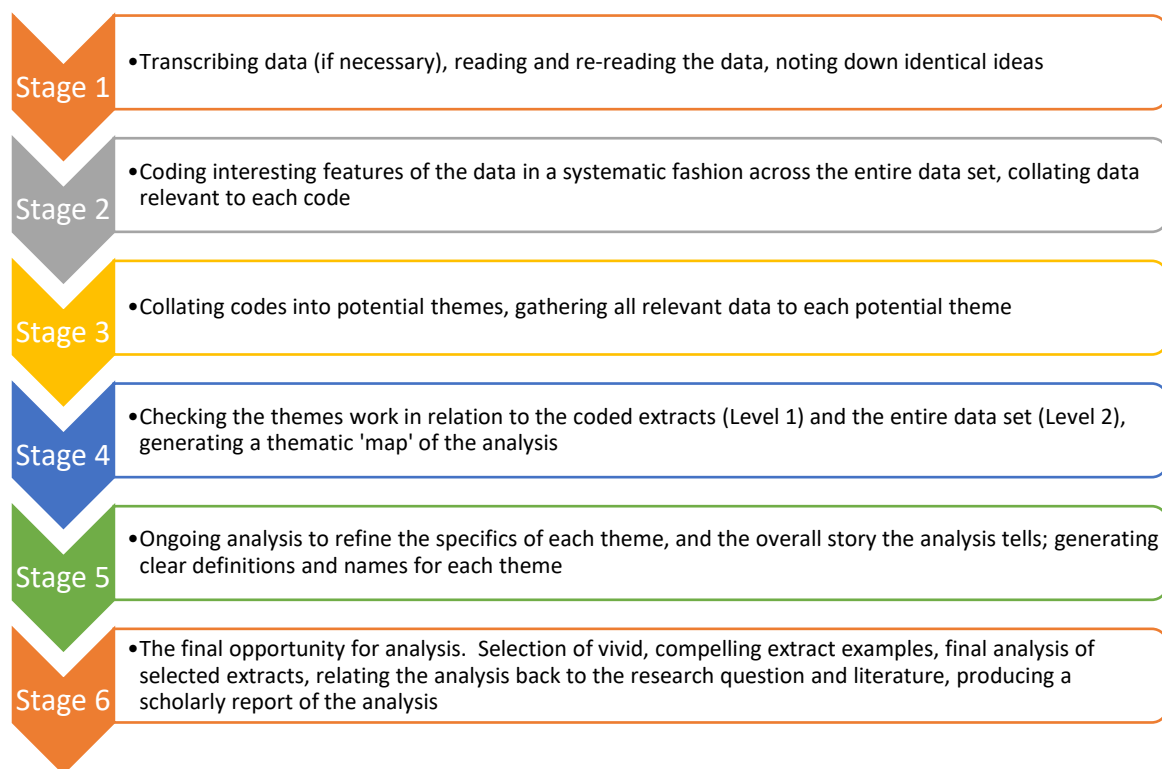 Stage 1
•Transcribing data (if necessary), reading and re-reading the data, noting down identical ideas
Stage 2
•Coding interesting features of the data in a systematic fashion across the entire data set, collating data
relevant to each code
Stage 3
•Collating codes into potential themes, gathering all relevant data to each potential theme
Stage 4
•Checking the themes work in relation to the coded extracts (Level 1) and the entire data set (Level 2),
generating a thematic 'map' of the analysis
Stage 5
•Ongoing analysis to refine the specifics of each theme, and the overall story the analysis tells; generating
clear definitions and names for each theme
Stage 6
•The final opportunity for analysis.  Selection of vivid, compelling extract examples, final analysis of
selected extracts, relating the analysis back to the research question and literature, producing a
scholarly report of the analysis